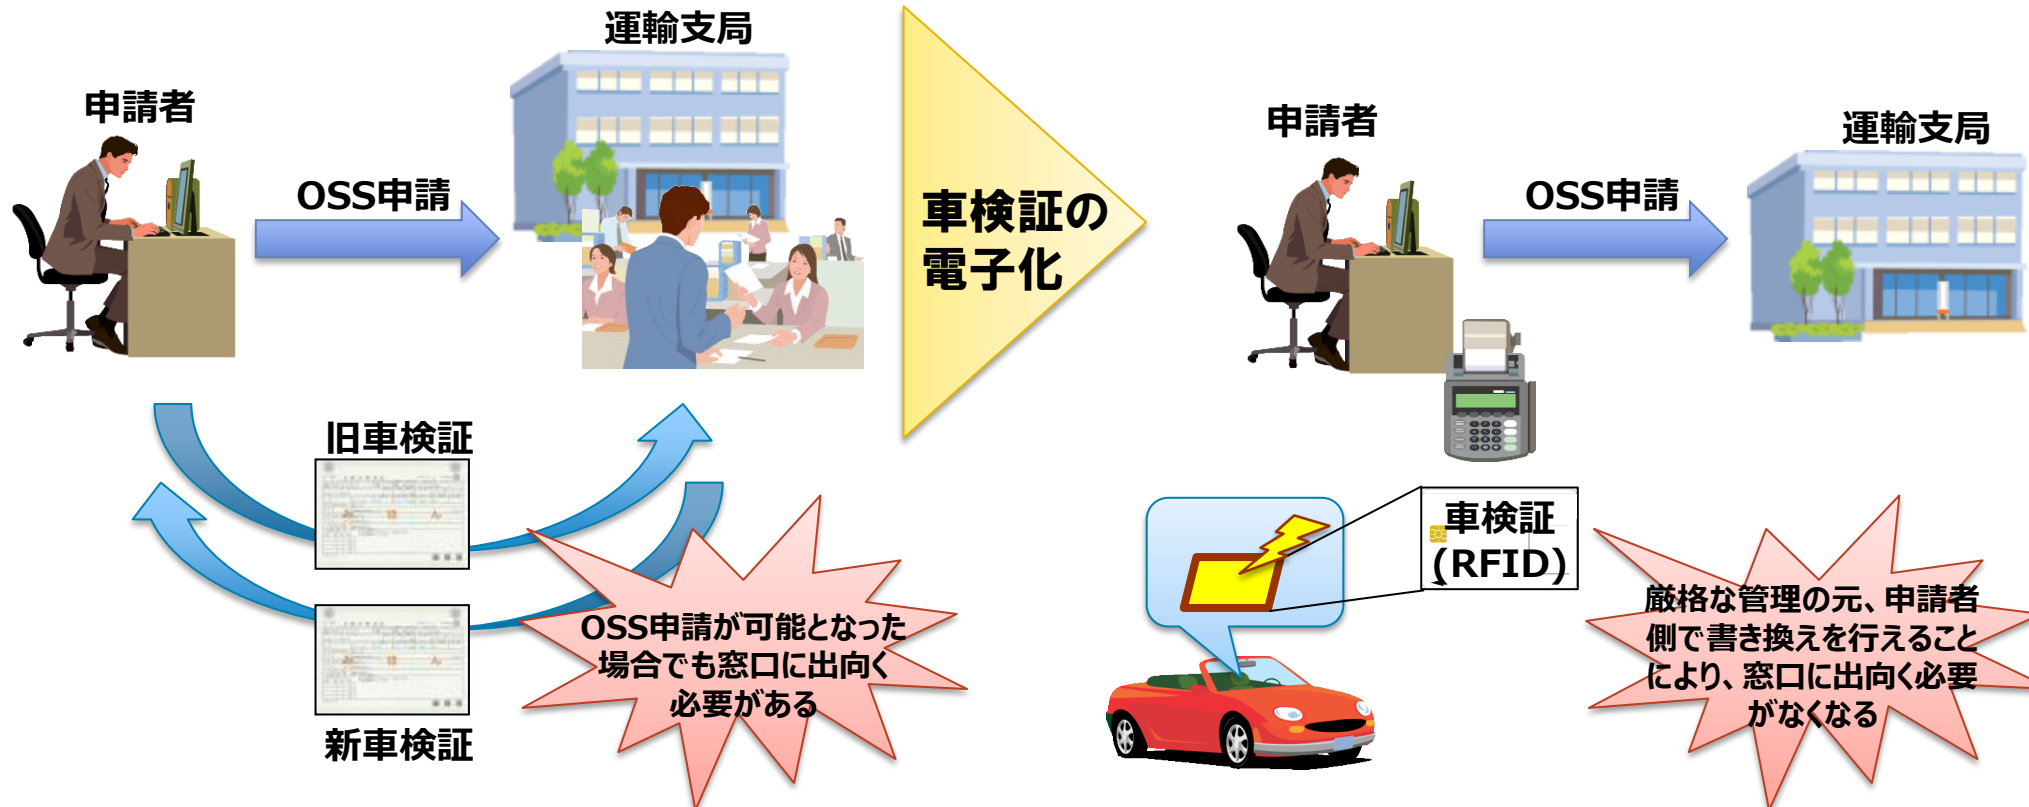 申請者
OSS申請
運輸支局
旧車検証
新車検証
OSS申請が可能となった
場合でも窓口に出向く
必要がある
車検証の
電子化
申請者
OSS申請
運輸支局
車検証
(RFID)
厳格な管理の元、申請者
側で書き換えを行えること
により、窓口に出向く必要
がなくなる